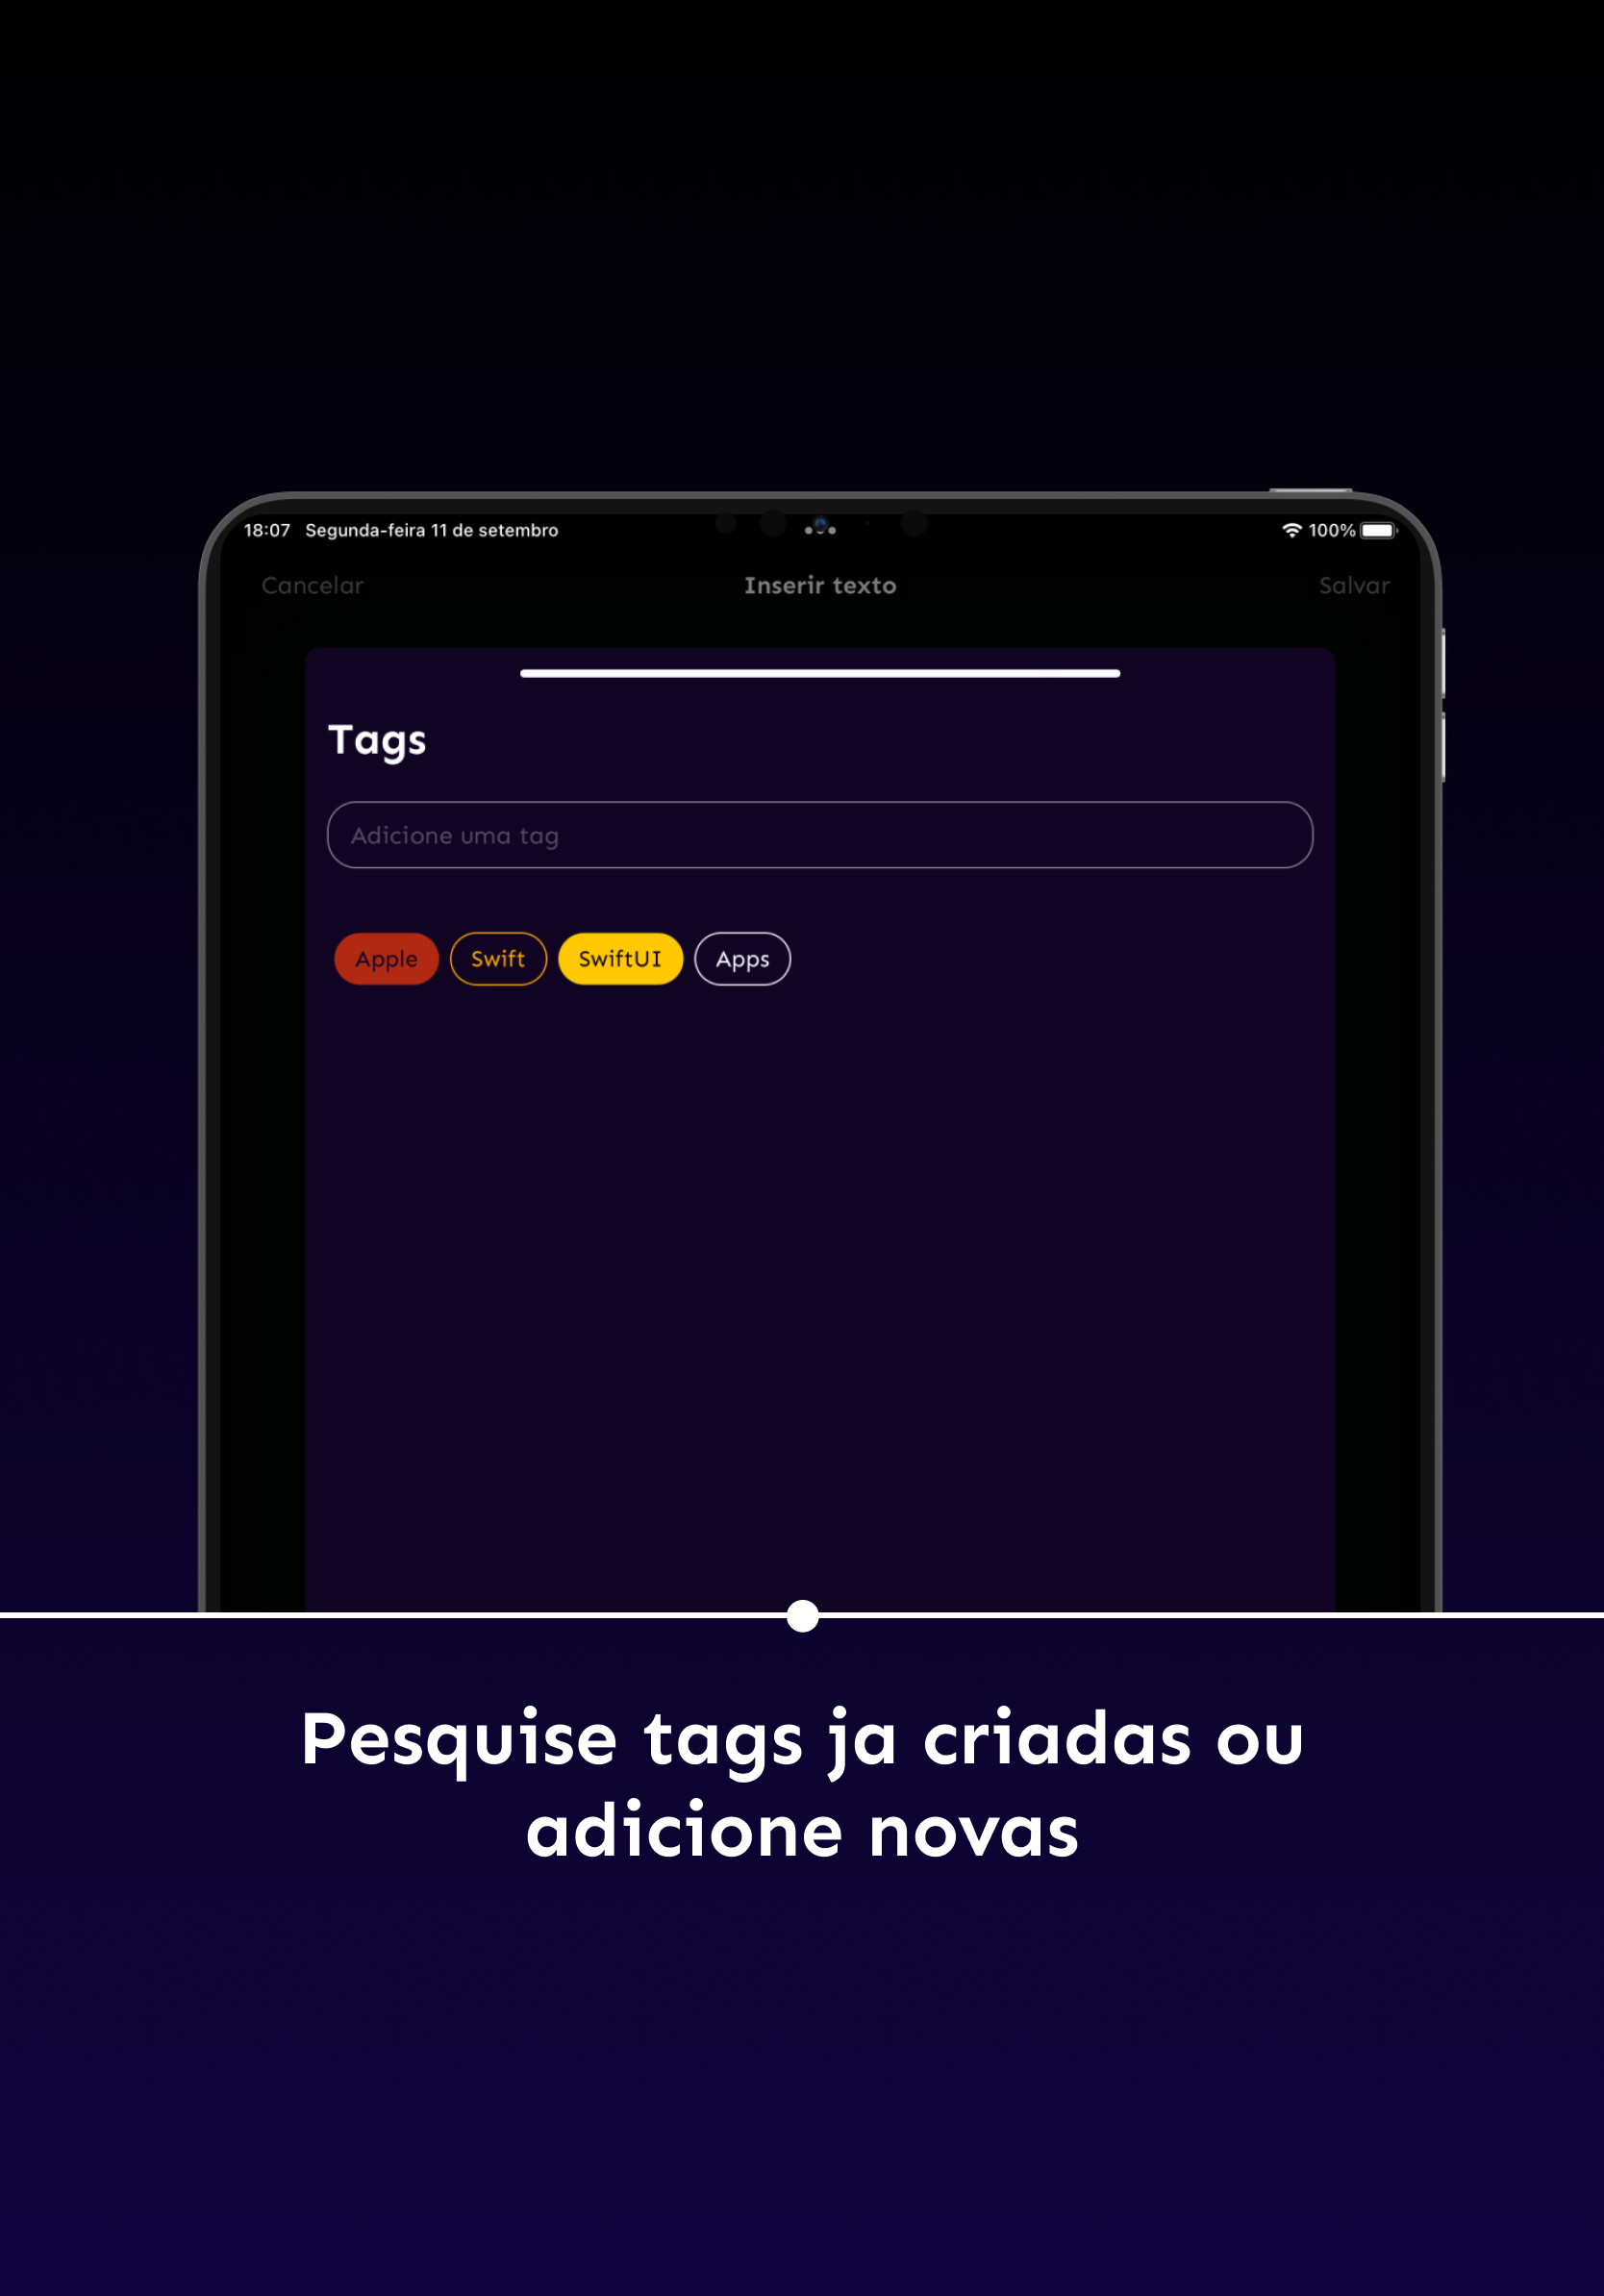 18:07 Segunda-feira 11 de setembro 100%
Cancelar Inserir texto Salvar
Tags
Adicione uma tag
Apple Swift SwiftUI Apps
Pesquise tags ja criadas ou
adicione novas